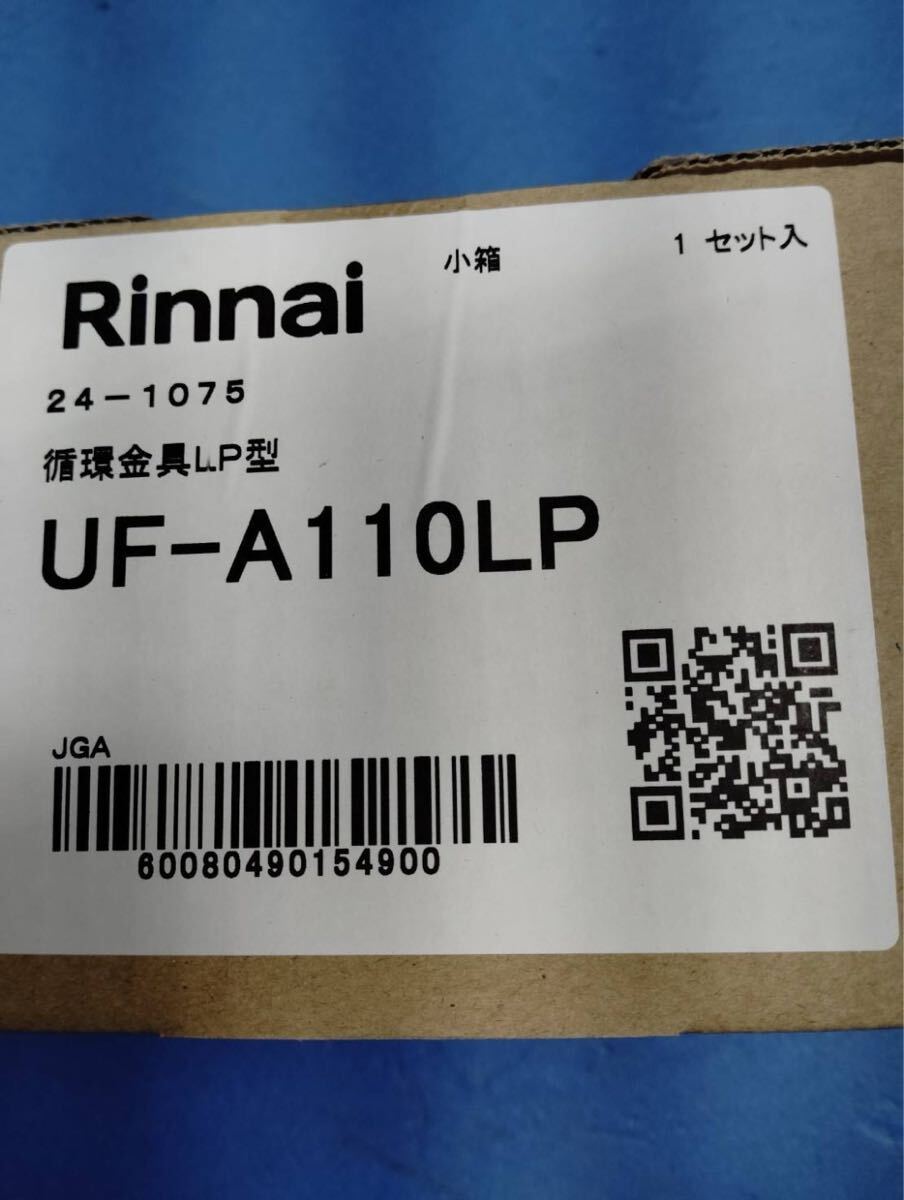 Rinnai
小箱
1 セット入
24-1075
循環金具LP型
UF-A110LP
JGA
60080490154900